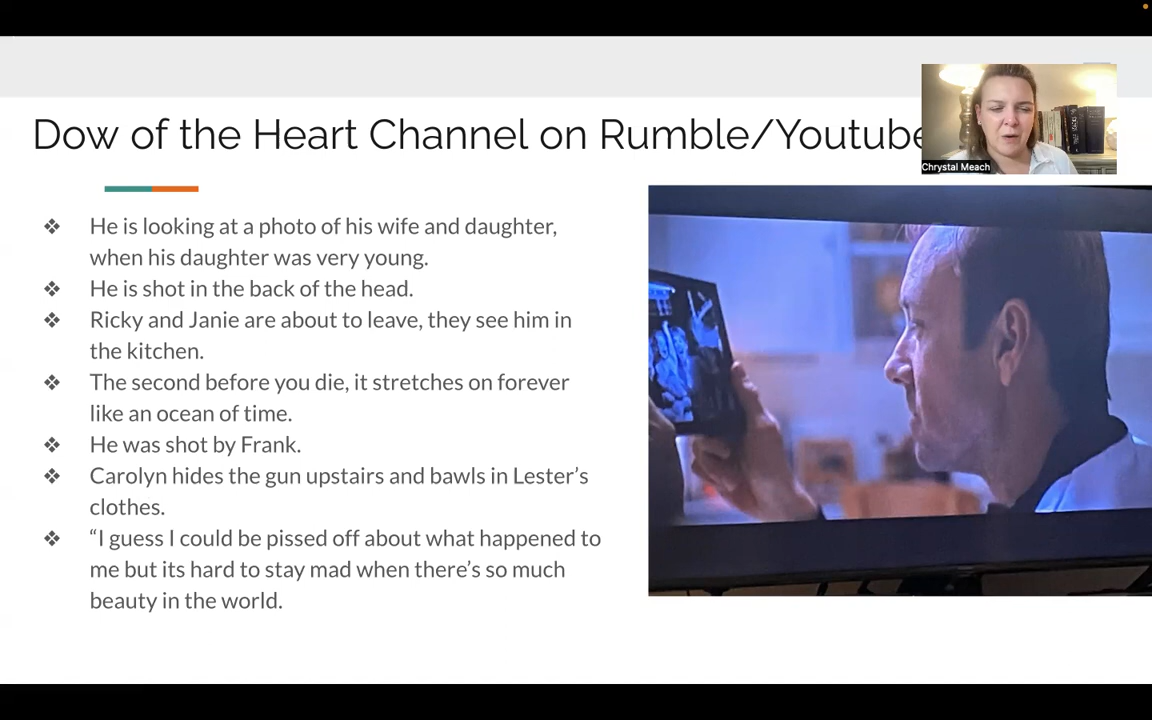 Dow of the Heart Channel on Rumble/Youtube
Chrystal Meach
❖ He is looking at a photo of his wife and daughter,
when his daughter was very young.
❖ He is shot in the back of the head.
❖ Ricky and Janie are about to leave, they see him in
the kitchen.
❖ The second before you die, it stretches on forever
like an ocean of time.
❖ He was shot by Frank.
❖ Carolyn hides the gun upstairs and bawls in Lester’s
clothes.
❖ “I guess I could be pissed off about what happened to
me but its hard to stay mad when there’s so much
beauty in the world.